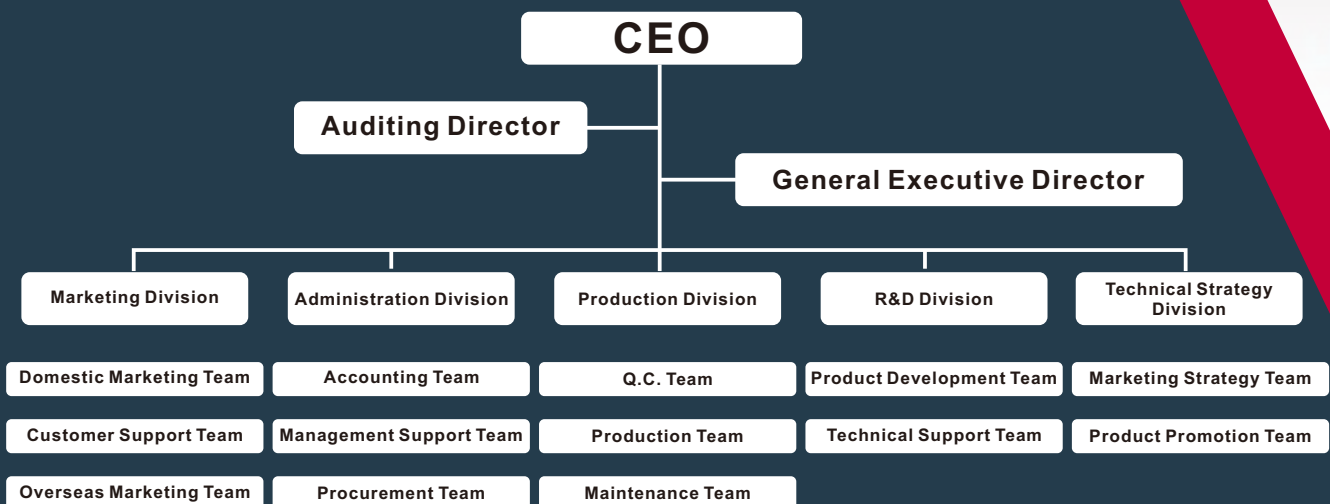 CEO
Auditing Director
General Executive Director
Marketing Division
Administration Division
Production Division
R&D Division
Technical Strategy
Division
Domestic Marketing Team
Accounting Team
Q.C. Team
Product Development Team
Marketing Strategy Team
Customer Support Team
Management Support Team
Production Team
Technical Support Team
Product Promotion Team
Overseas Marketing Team
Procurement Team
Maintenance Team